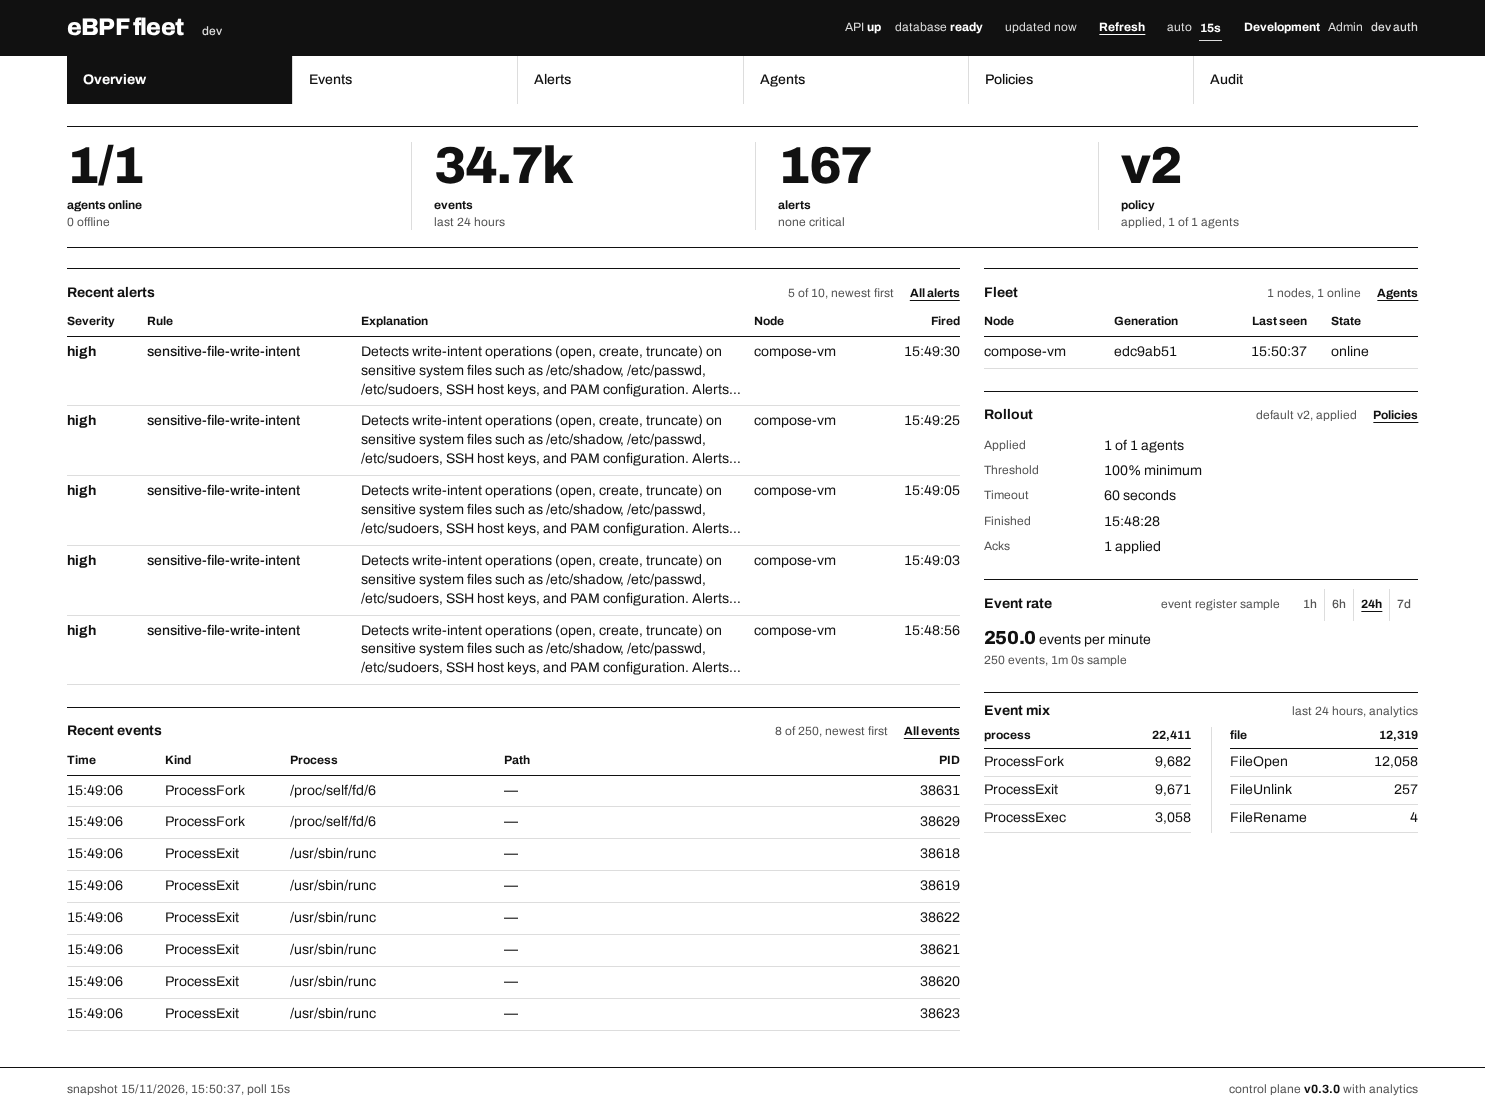 eBPF fleet dev API up database ready updated now Refresh auto 15s Development Admin dev auth
Overview Events Alerts Agents Policies Audit
1/1 34.7k 167 v2
agents online events alerts policy
0 offline last 24 hours none critical applied, 1 of 1 agents
Recent alerts 5 of 10, newest first All alerts
Severity Rule Explanation Node Fired
high sensitive-file-write-intent Detects write-intent operations (open, create, truncate) on compose-vm 15:49:30
sensitive system files such as /etc/shadow, /etc/passwd,
/etc/sudoers, SSH host keys, and PAM configuration. Alerts...
high sensitive-file-write-intent Detects write-intent operations (open, create, truncate) on compose-vm 15:49:25
sensitive system files such as /etc/shadow, /etc/passwd,
/etc/sudoers, SSH host keys, and PAM configuration. Alerts...
high sensitive-file-write-intent Detects write-intent operations (open, create, truncate) on compose-vm 15:49:05
sensitive system files such as /etc/shadow, /etc/passwd,
/etc/sudoers, SSH host keys, and PAM configuration. Alerts...
high sensitive-file-write-intent Detects write-intent operations (open, create, truncate) on compose-vm 15:49:03
sensitive system files such as /etc/shadow, /etc/passwd,
/etc/sudoers, SSH host keys, and PAM configuration. Alerts...
high sensitive-file-write-intent Detects write-intent operations (open, create, truncate) on compose-vm 15:48:56
sensitive system files such as /etc/shadow, /etc/passwd,
/etc/sudoers, SSH host keys, and PAM configuration. Alerts...
Recent events 8 of 250, newest first All events
Time Kind Process Path PID
15:49:06 ProcessFork /proc/self/fd/6 — 38631
15:49:06 ProcessFork /proc/self/fd/6 — 38629
15:49:06 ProcessExit /usr/sbin/runc — 38618
15:49:06 ProcessExit /usr/sbin/runc — 38619
15:49:06 ProcessExit /usr/sbin/runc — 38622
15:49:06 ProcessExit /usr/sbin/runc — 38621
15:49:06 ProcessExit /usr/sbin/runc — 38620
15:49:06 ProcessExit /usr/sbin/runc — 38623
Fleet 1 nodes, 1 online Agents
Node Generation Last seen State
compose-vm edc9ab51 15:50:37 online
Rollout default v2, applied Policies
Applied 1 of 1 agents
Threshold 100% minimum
Timeout 60 seconds
Finished 15:48:28
Acks 1 applied
Event rate event register sample 1h 6h 24h 7d
250.0 events per minute
250 events, 1m 0s sample
Event mix last 24 hours, analytics
process 22,411 file 12,319
ProcessFork 9,682 FileOpen 12,058
ProcessExit 9,671 FileUnlink 257
ProcessExec 3,058 FileRename 4
snapshot 15/11/2026, 15:50:37, poll 15s control plane v0.3.0 with analytics